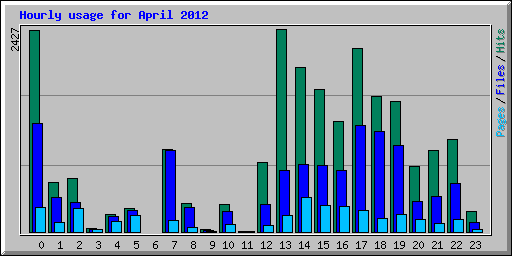 Hourly usage for April 2012
2427
Pages / Files / Hits
0 1 2 3 4 5 6 7 8 9 10 11 12 13 14 15 16 17 18 19 20 21 22 23